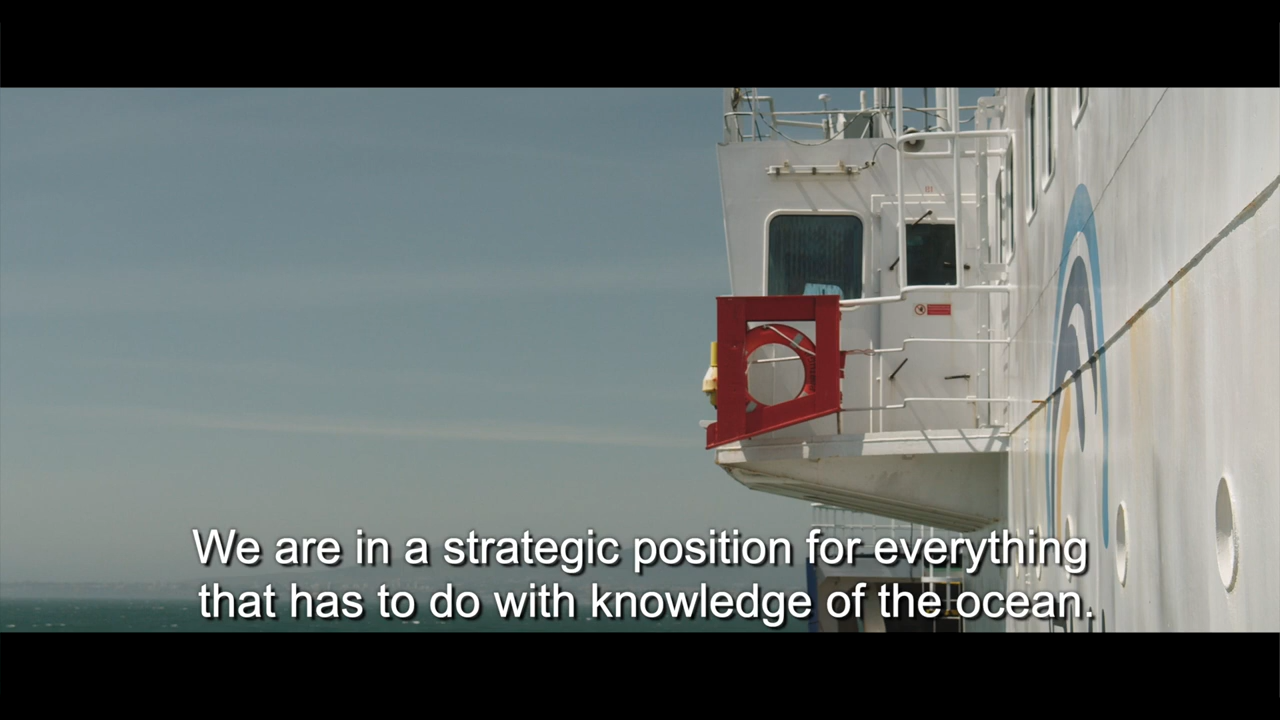 We are in a strategic position for everything
that has to do with knowledge of the ocean.